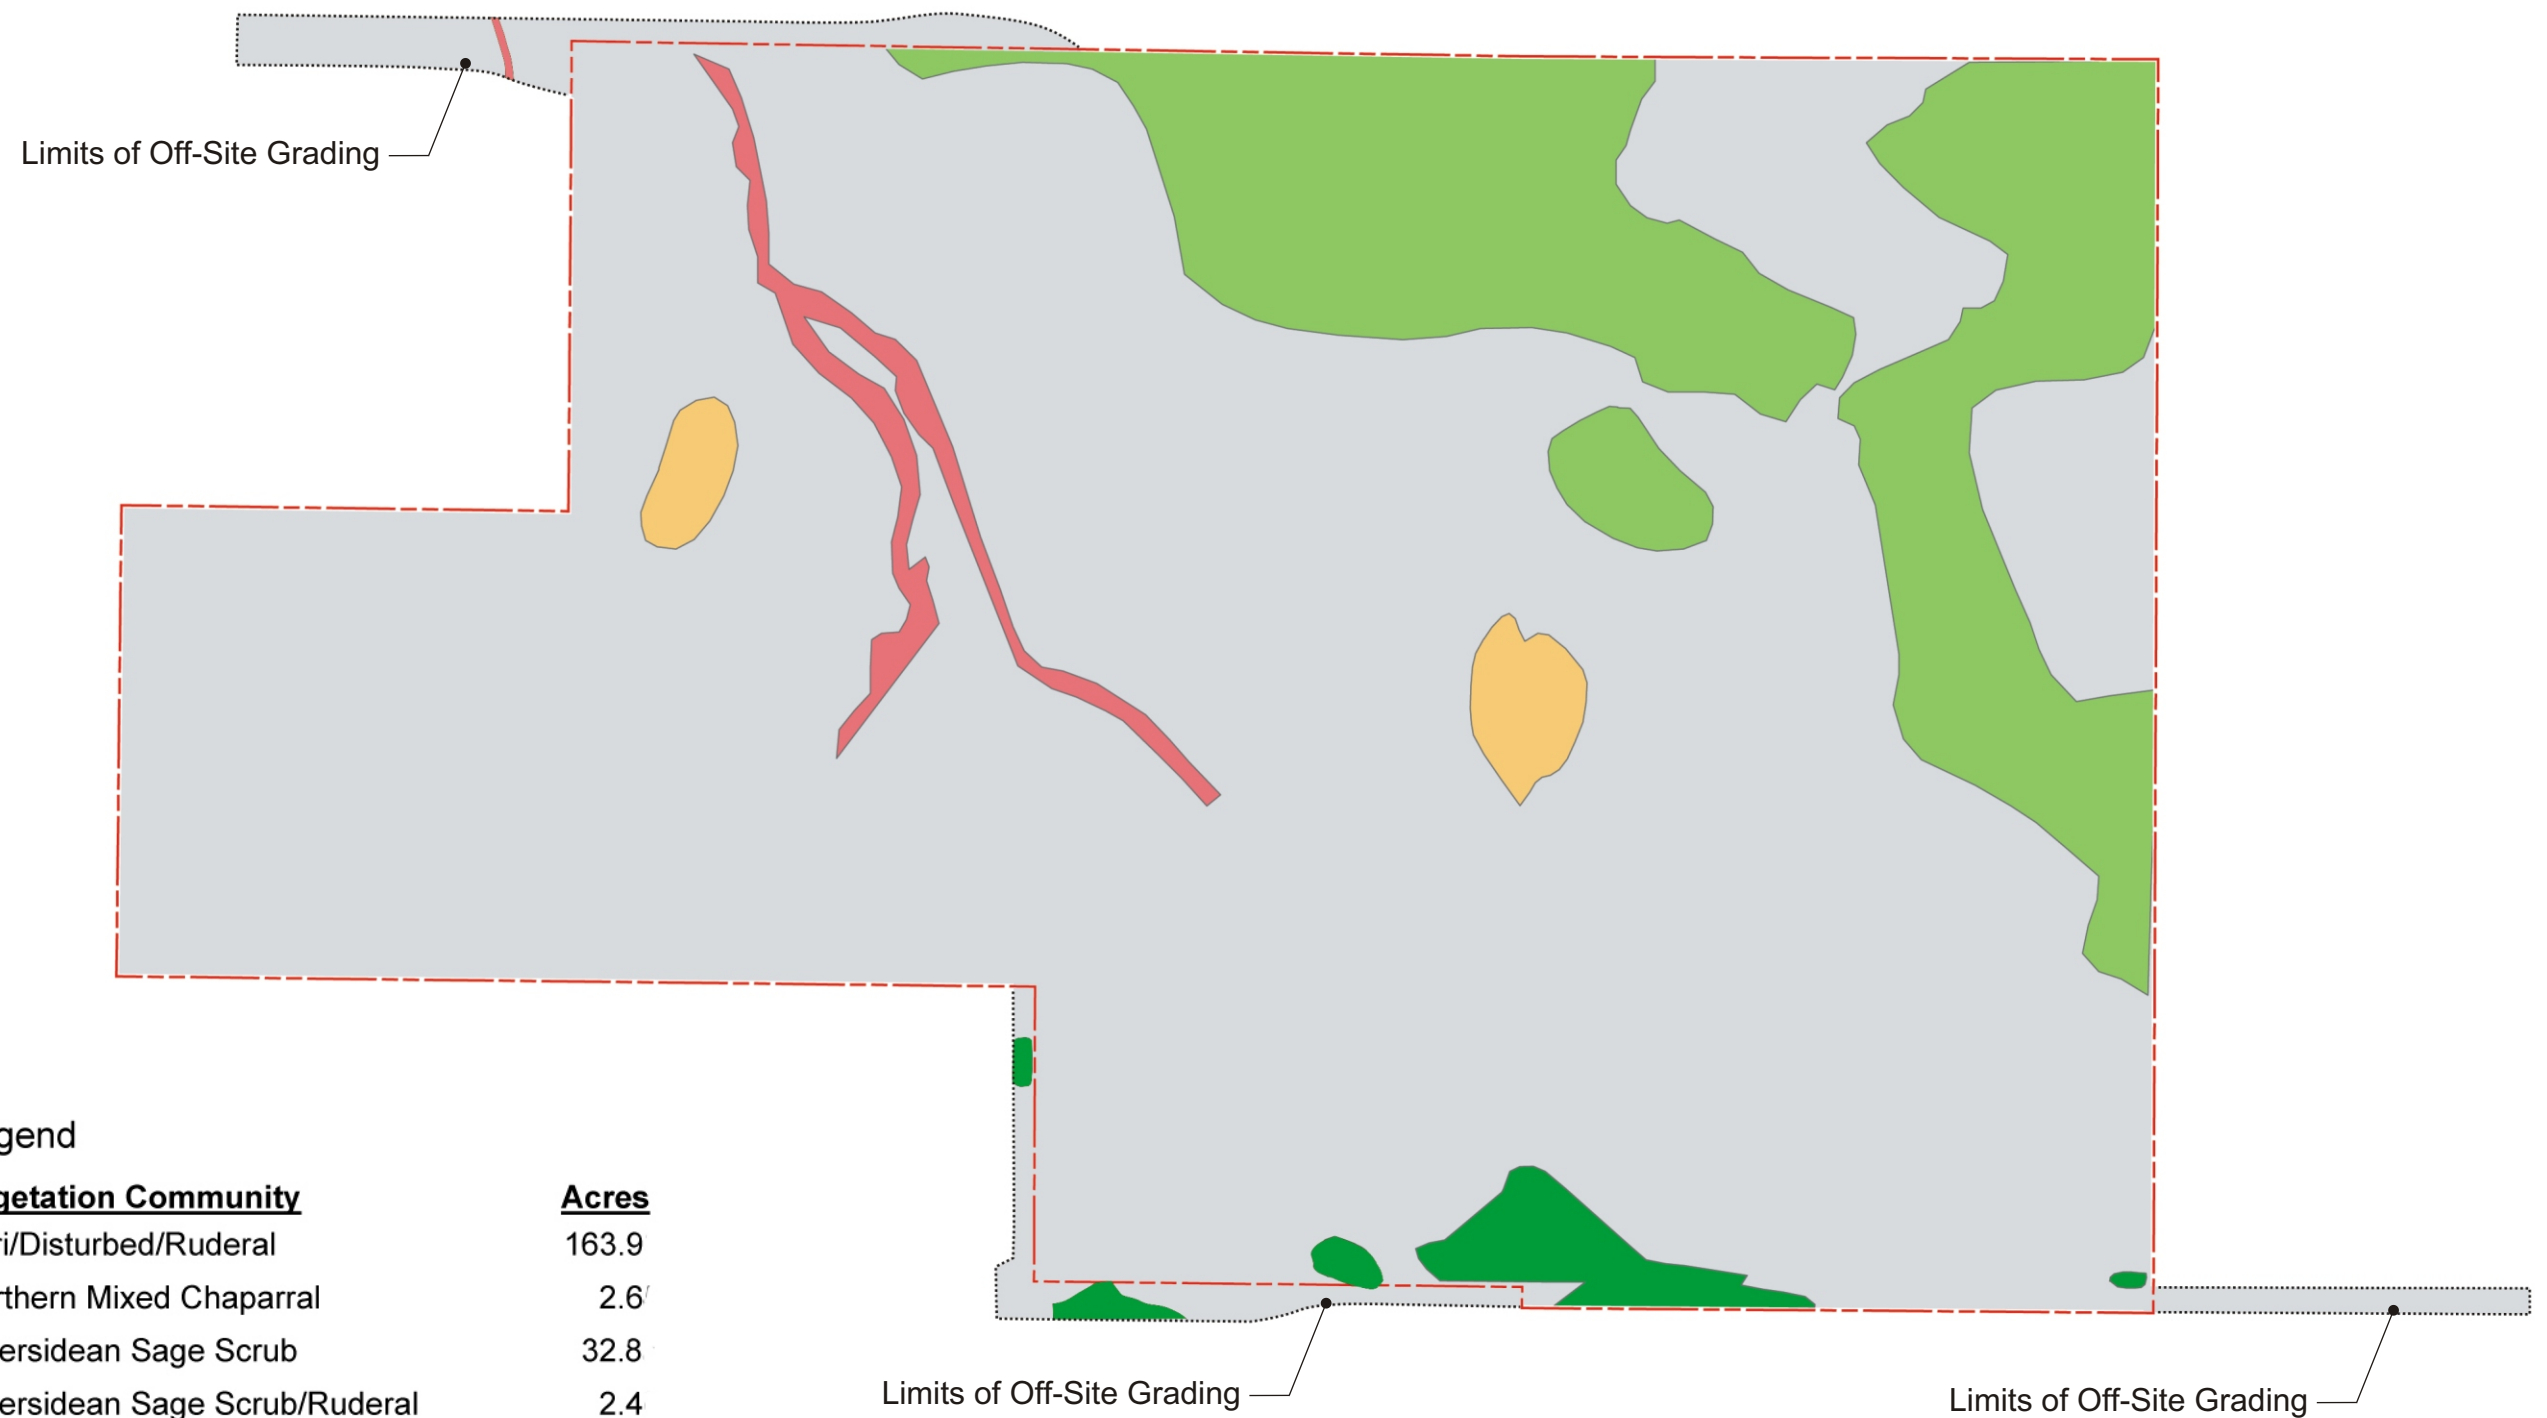 Limits of Off-Site Grading
gend
getation Community Acres
ri/Disturbed/Ruderal 163.9
rthern Mixed Chaparral 2.6
ersidean Sage Scrub 32.8
ersidean Sage Scrub/Ruderal 2.4
Limits of Off-Site Grading
Limits of Off-Site Grading